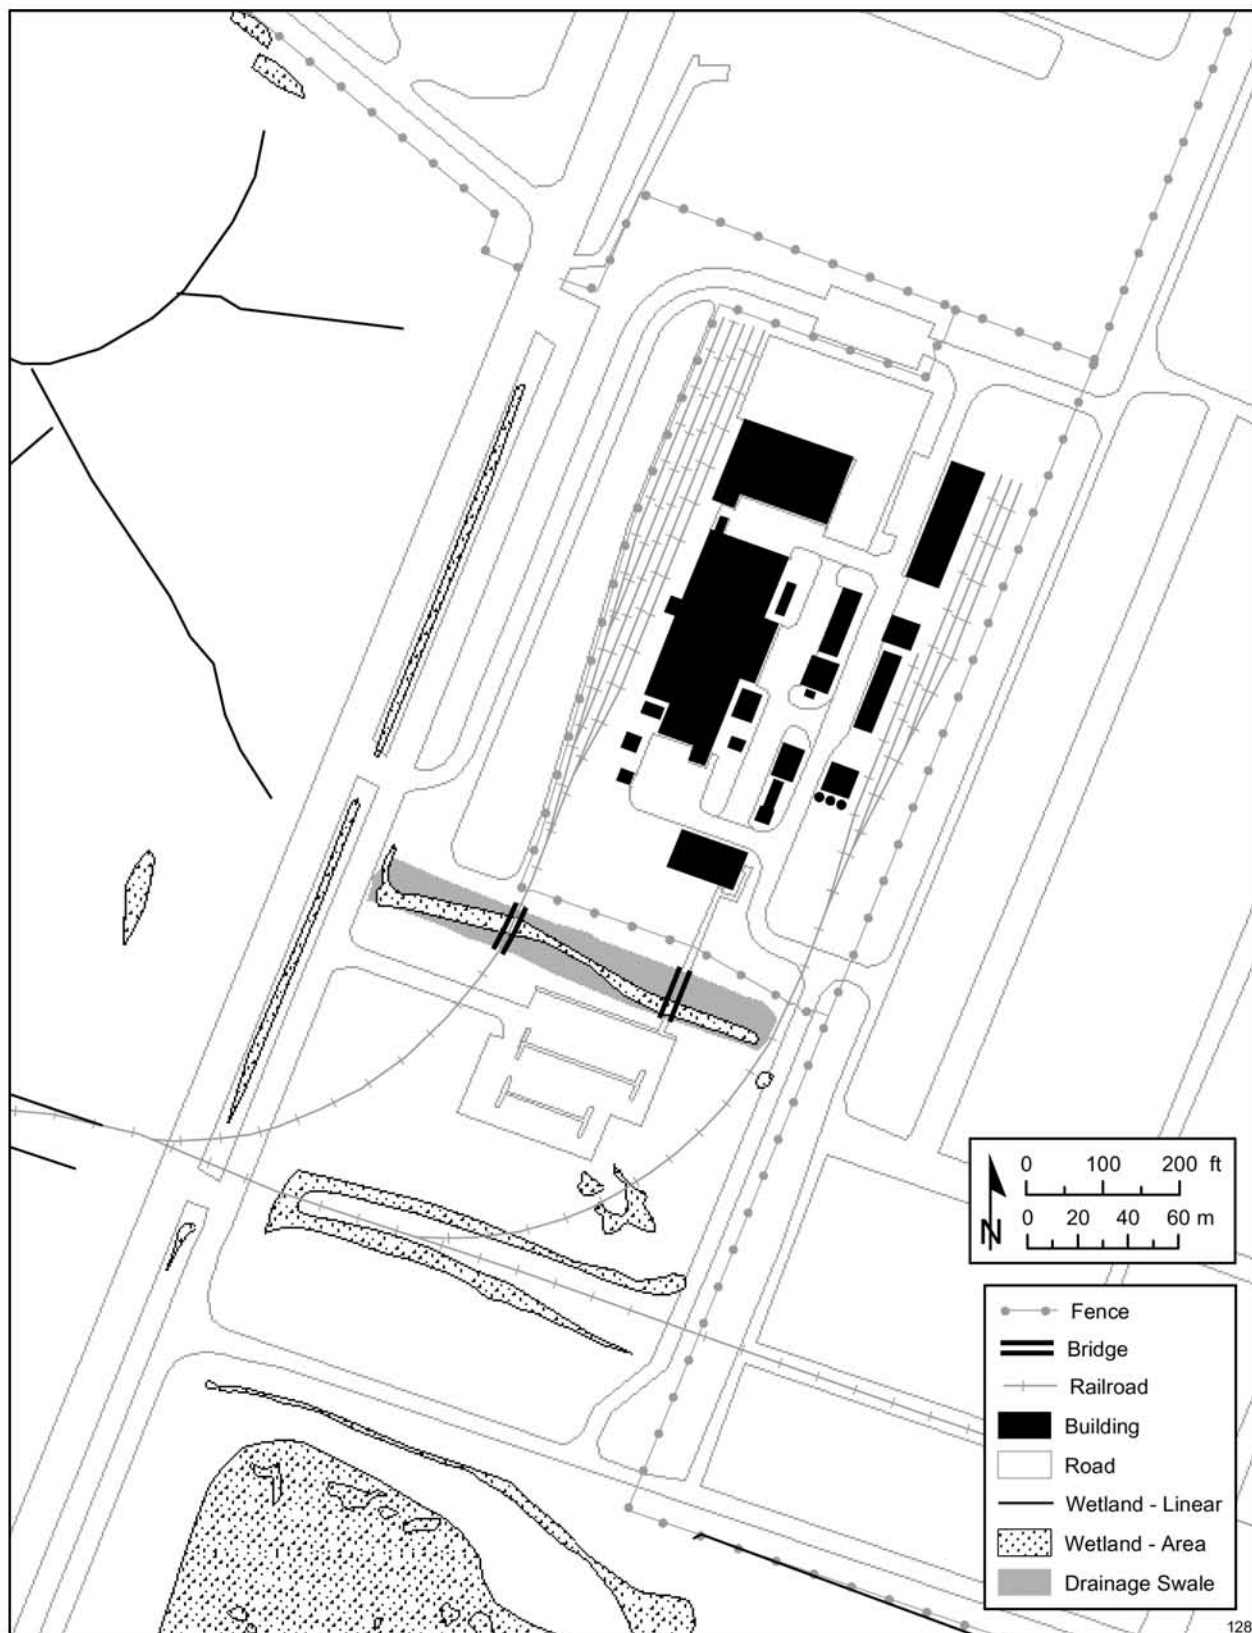 0 100 200 ft
0 20 40 60 m
N
Fence
Bridge
Railroad
Building
Road
Wetland - Linear
Wetland - Area
Drainage Swale
128